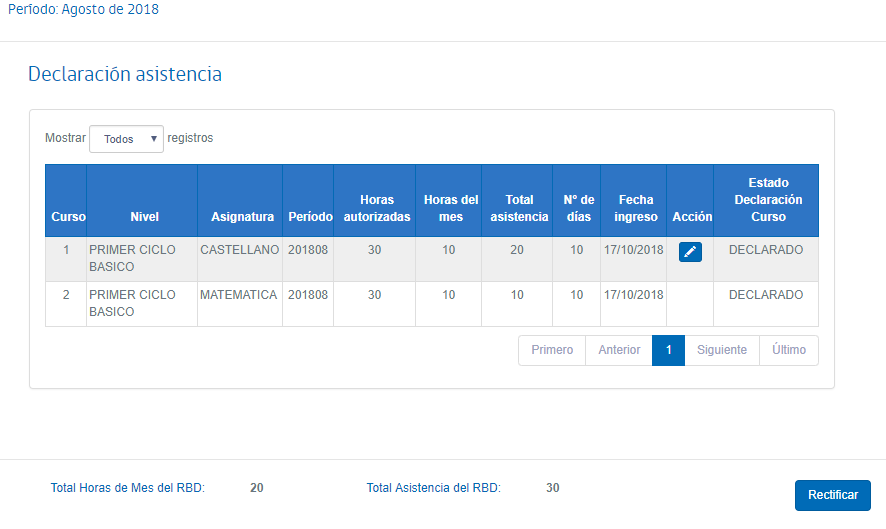 Período: Agosto de 2018
Declaración asistencia
Mostrar Todos registros
Curso Nivel Asignatura Período Horas autorizadas Horas del mes Total asistencia N° de días Fecha ingreso Acción Estado Declaración Curso
1 PRIMER CICLO BASICO CASTELLANO 201808 30 10 20 10 17/10/2018 DECLARADO
2 PRIMER CICLO BASICO MATEMATICA 201808 30 10 10 10 17/10/2018 DECLARADO
Primero Anterior 1 Siguiente Último
Total Horas de Mes del RBD: 20 Total Asistencia del RBD: 30
Rectificar